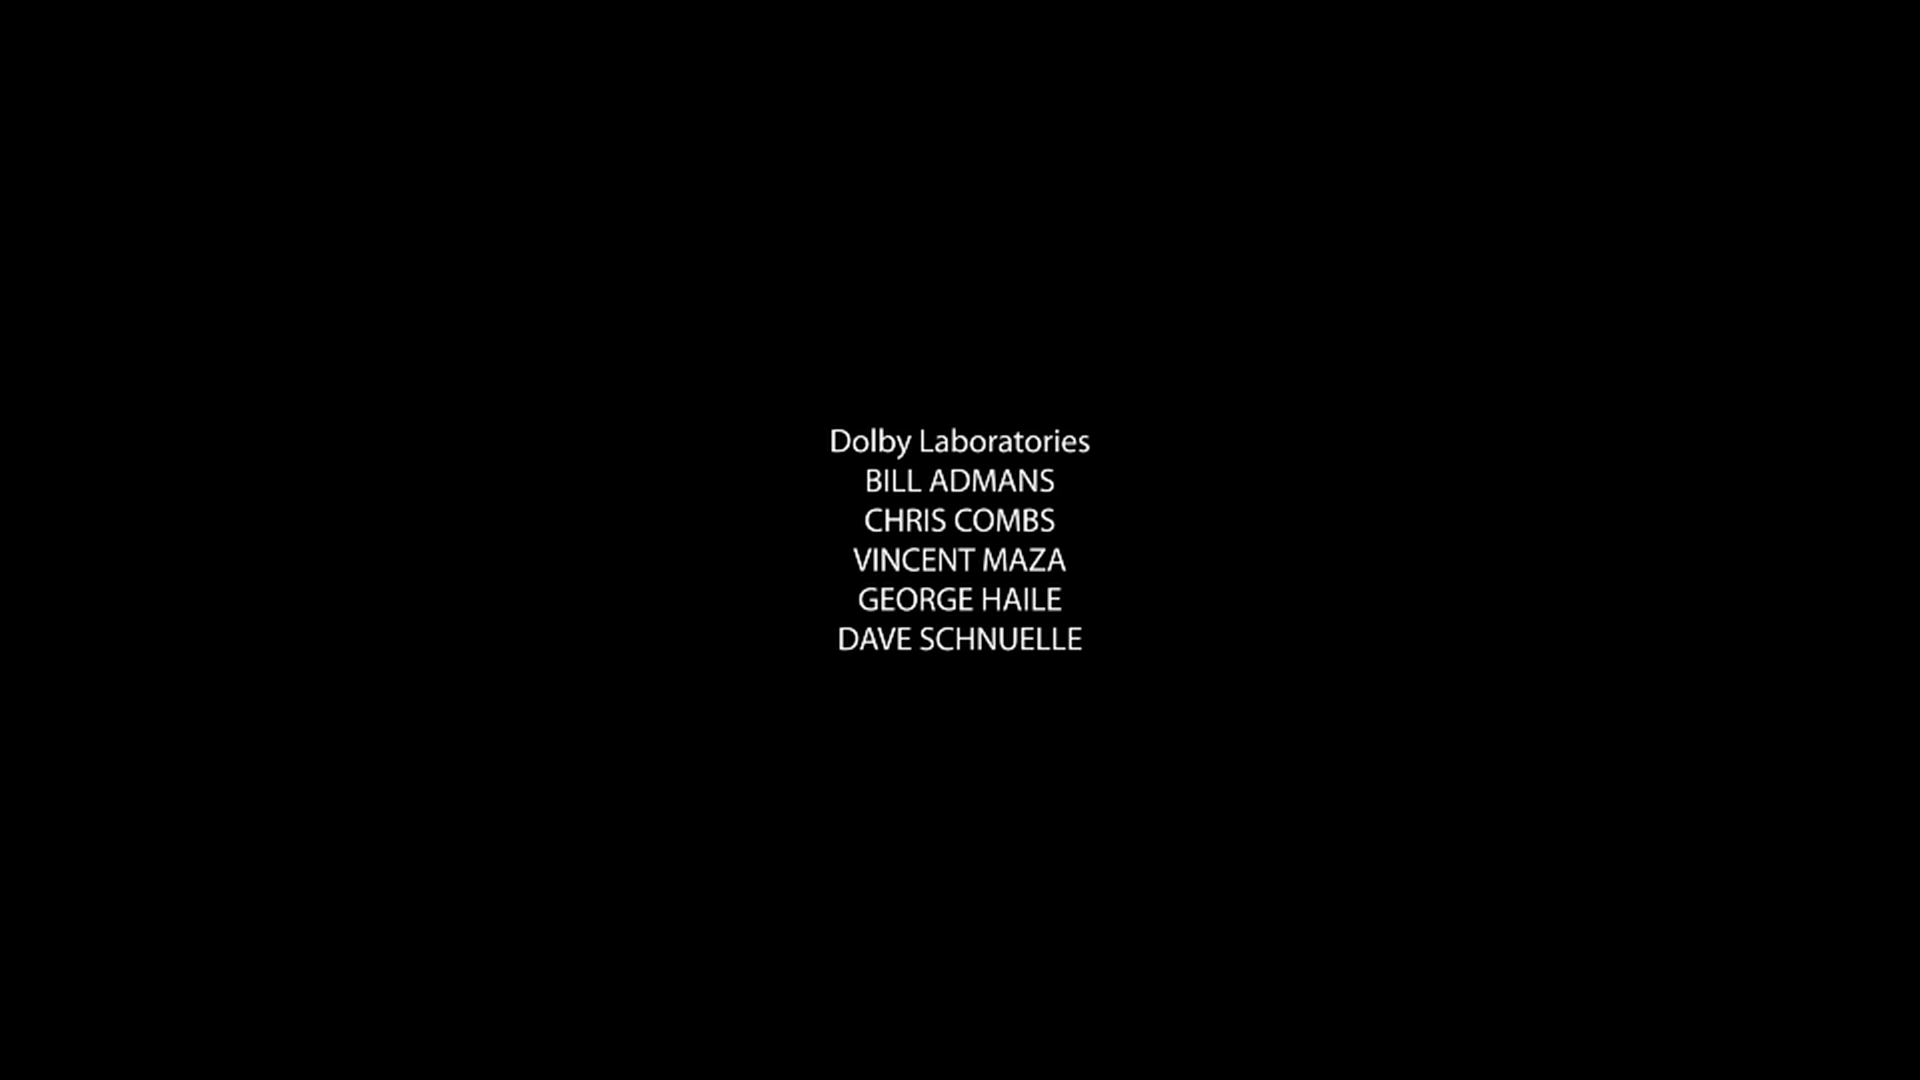 Dolby Laboratories
BILL ADMANS
CHRIS COMBS
VINCENT MAZA
GEORGE HAILE
DAVE SCHNUELLE